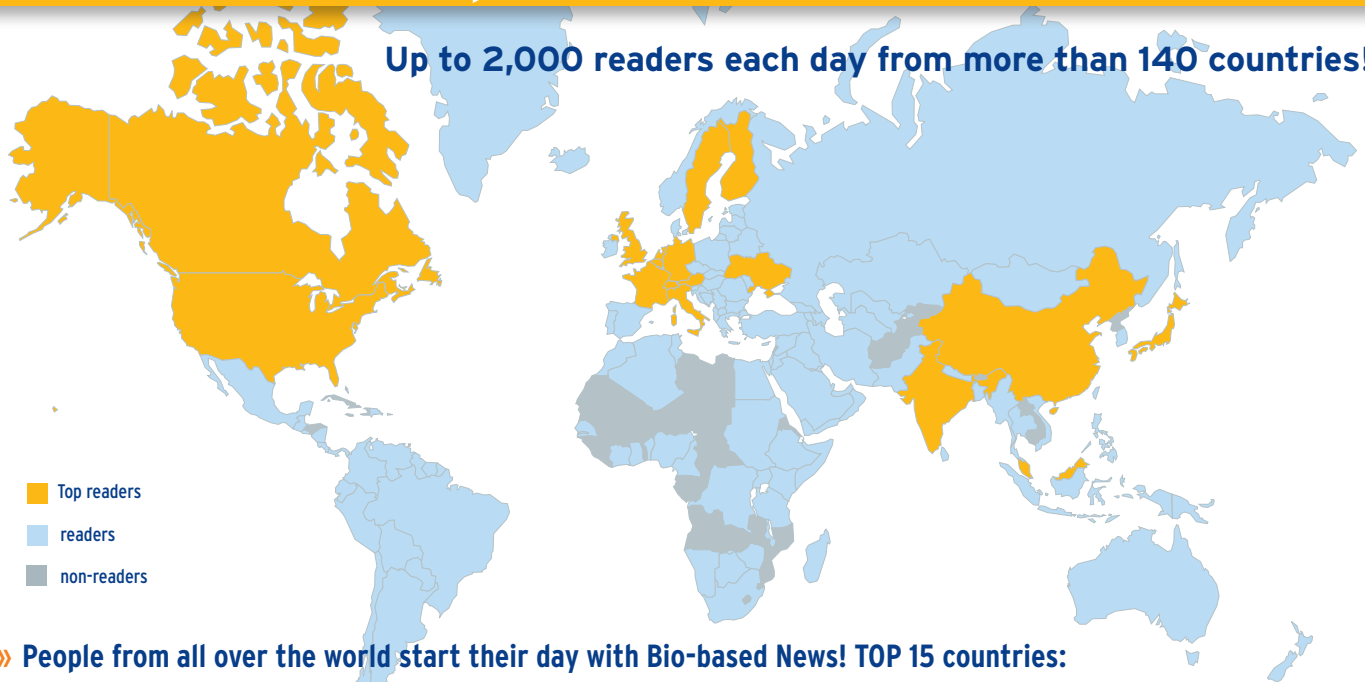 Up to 2,000 readers each day from more than 140 countries!
Top readers
readers
non-readers
» People from all over the world start their day with Bio-based News! TOP 15 countries: